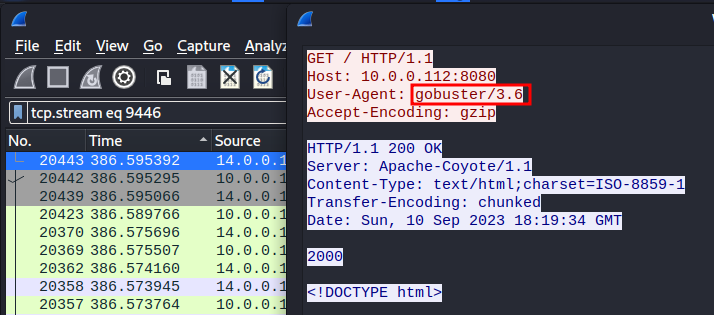 File Edit View Go Capture Analyz
tcp.stream eq 9446
No. Time Source
20443 386.595392 14.0.0.1
20442 386.595295 10.0.0.1
20439 386.595066 14.0.0.1
20423 386.589766 10.0.0.1
20370 386.575696 14.0.0.1
20369 386.575507 10.0.0.1
20362 386.574160 14.0.0.1
20358 386.573945 14.0.0.1
20357 386.573764 10.0.0.1
GET / HTTP/1.1
Host: 10.0.0.112:8080
User-Agent: gobuster/3.6
Accept-Encoding: gzip
HTTP/1.1 200 OK
Server: Apache-Coyote/1.1
Content-Type: text/html;charset=ISO-8859-1
Transfer-Encoding: chunked
Date: Sun, 10 Sep 2023 18:19:34 GMT
2000
<!DOCTYPE html>